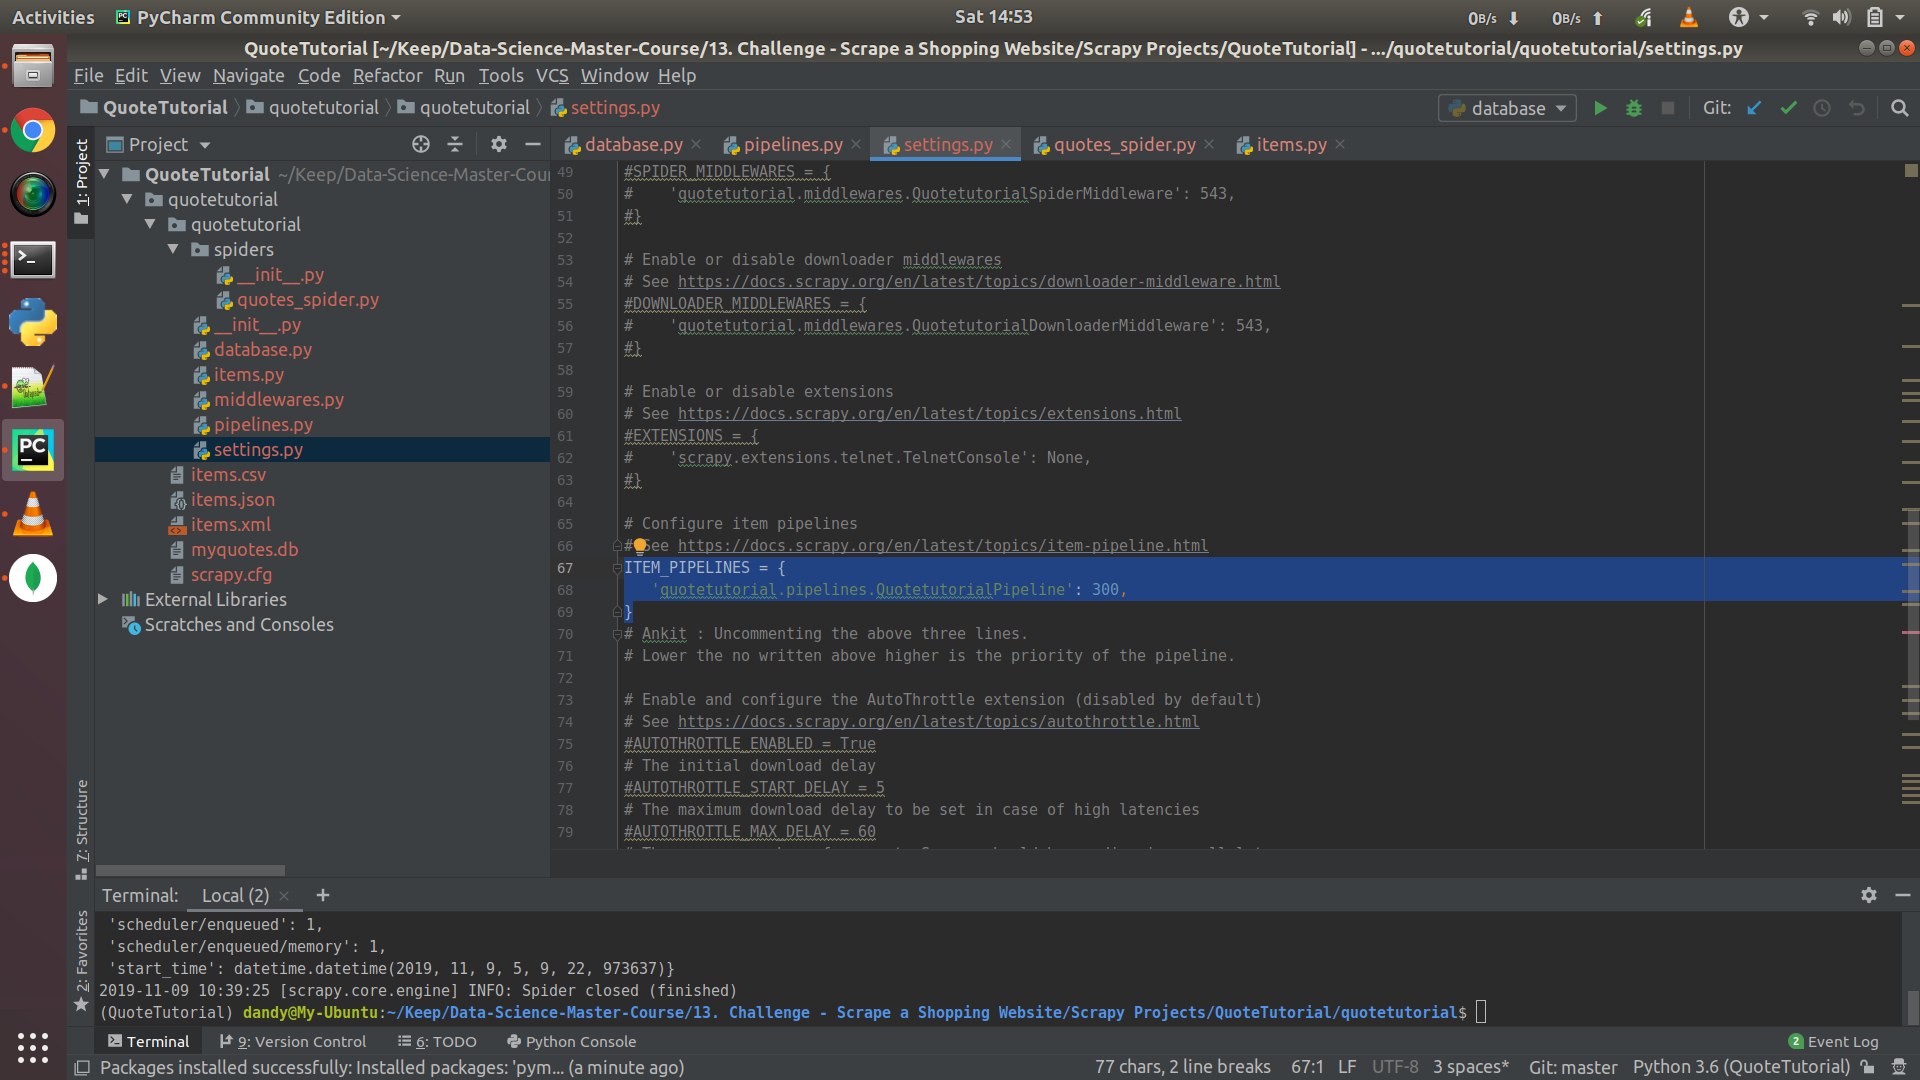 Activities PyCharm Community Edition Sat 14:53 0B/s 0B/s
QuoteTutorial [~/Keep/Data-Science-Master-Course/13. Challenge - Scrape a Shopping Website/Scrapy Projects/QuoteTutorial] - .../quotetutorial/quotetutorial/settings.py
File Edit View Navigate Code Refactor Run Tools VCS Window Help
QuoteTutorial quotetutorial quotetutorial settings.py database Git:
Project database.py pipelines.py settings.py quotes_spider.py items.py
1: Project
QuoteTutorial ~/Keep/Data-Science-Master-Cour
quotetutorial
quotetutorial
spiders
__init__.py
quotes_spider.py
__init__.py
database.py
items.py
middlewares.py
pipelines.py
settings.py
items.csv
items.json
items.xml
myquotes.db
scrapy.cfg
External Libraries
Scratches and Consoles
49 #SPIDER_MIDDLEWARES = {
50 #    'quotetutorial.middlewares.QuotetutorialSpiderMiddleware': 543,
51 #}
52
53 # Enable or disable downloader middlewares
54 # See https://docs.scrapy.org/en/latest/topics/downloader-middleware.html
55 #DOWNLOADER_MIDDLEWARES = {
56 #    'quotetutorial.middlewares.QuotetutorialDownloaderMiddleware': 543,
57 #}
58
59 # Enable or disable extensions
60 # See https://docs.scrapy.org/en/latest/topics/extensions.html
61 #EXTENSIONS = {
62 #    'scrapy.extensions.telnet.TelnetConsole': None,
63 #}
64
65 # Configure item pipelines
66 # See https://docs.scrapy.org/en/latest/topics/item-pipeline.html
67 ITEM_PIPELINES = {
68    'quotetutorial.pipelines.QuotetutorialPipeline': 300,
69 }
70 # Ankit : Uncommenting the above three lines.
71 # Lower the no written above higher is the priority of the pipeline.
72
73 # Enable and configure the AutoThrottle extension (disabled by default)
74 # See https://docs.scrapy.org/en/latest/topics/autothrottle.html
75 #AUTOTHROTTLE_ENABLED = True
76 # The initial download delay
77 #AUTOTHROTTLE_START_DELAY = 5
78 # The maximum download delay to be set in case of high latencies
79 #AUTOTHROTTLE_MAX_DELAY = 60
7: Structure
2: Favorites
Terminal: Local (2) +
'scheduler/enqueued': 1,
'scheduler/enqueued/memory': 1,
'start_time': datetime.datetime(2019, 11, 9, 5, 9, 22, 973637)}
2019-11-09 10:39:25 [scrapy.core.engine] INFO: Spider closed (finished)
(QuoteTutorial) dandy@My-Ubuntu:~/Keep/Data-Science-Master-Course/13. Challenge - Scrape a Shopping Website/Scrapy Projects/QuoteTutorial/quotetutorial$
Terminal 9: Version Control 6: TODO Python Console 2 Event Log
Packages installed successfully: Installed packages: 'pym... (a minute ago) 77 chars, 2 line breaks 67:1 LF UTF-8 3 spaces* Git: master Python 3.6 (QuoteTutorial)